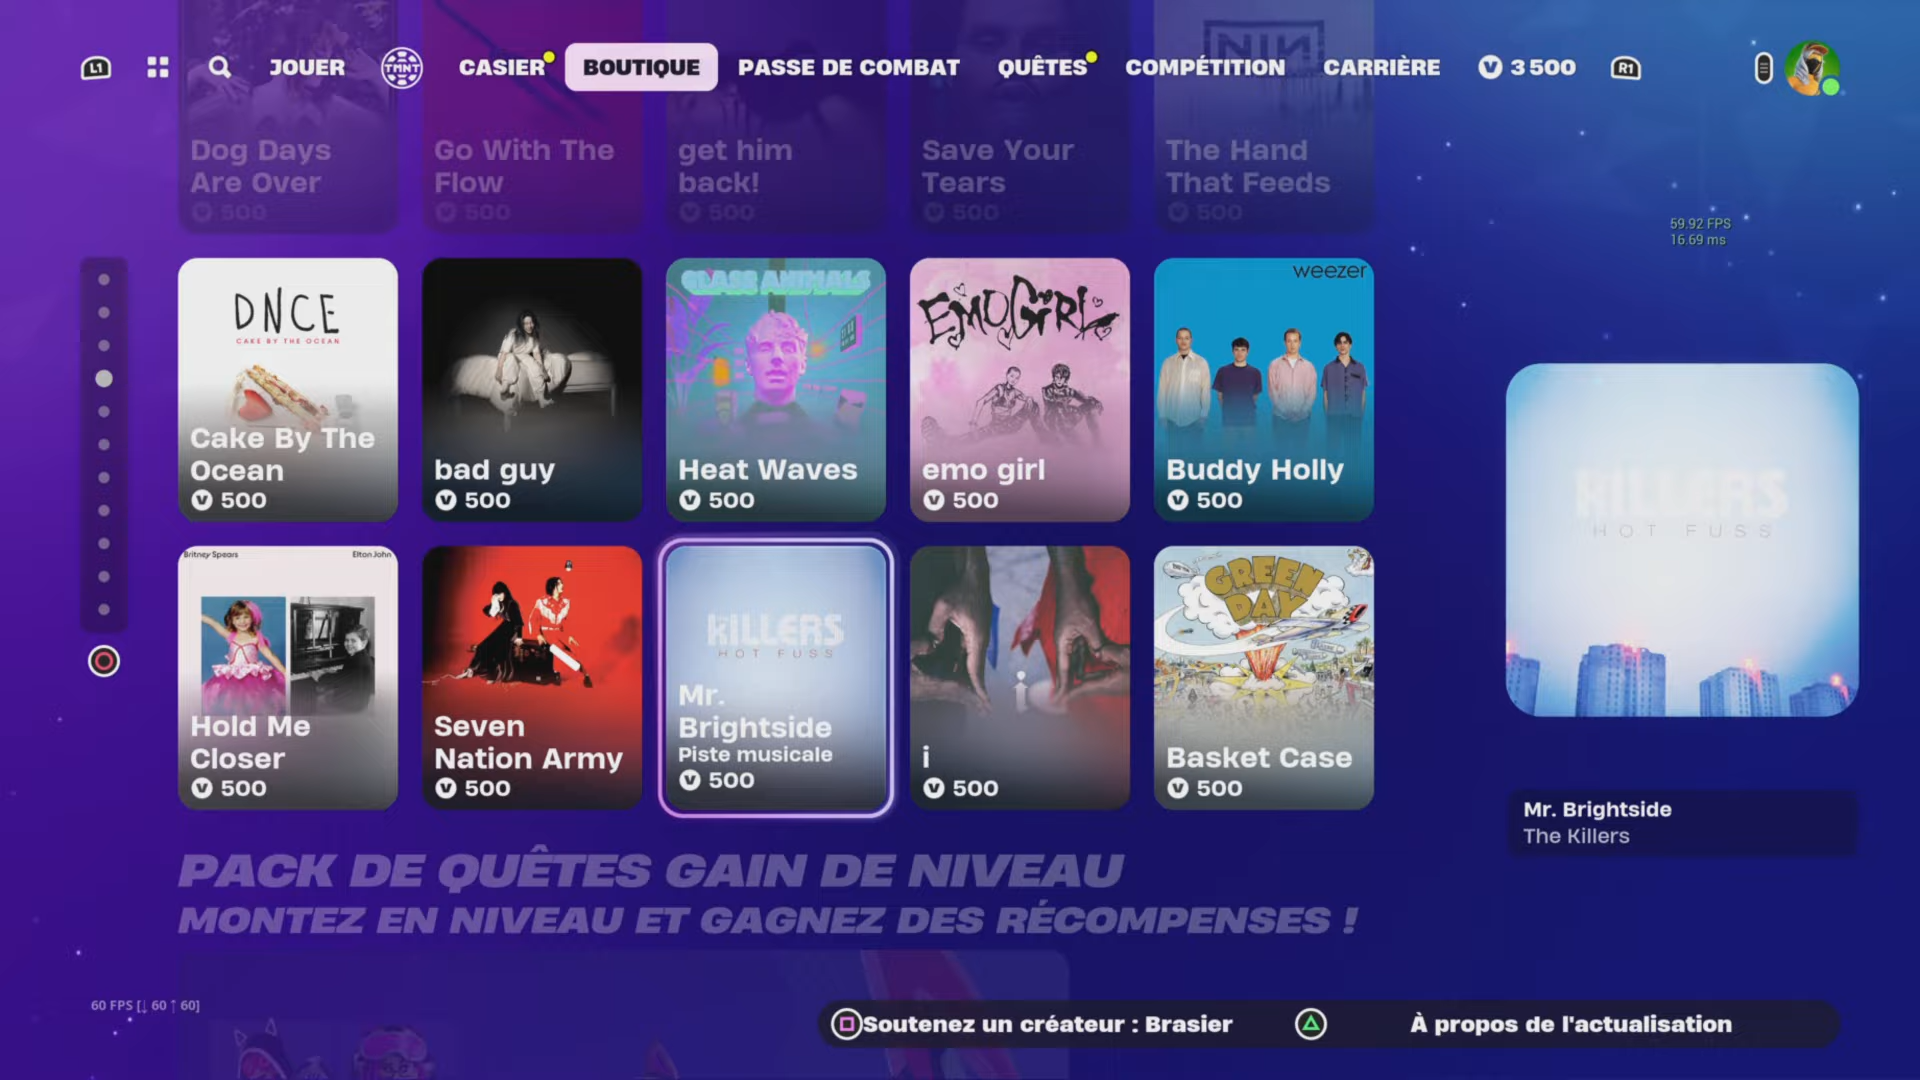 L1
JOUER
TMNT
CASIER
BOUTIQUE
PASSE DE COMBAT
QUÊTES
COMPÉTITION
CARRIÈRE
3 500
R1
NIN
Dog Days
Are Over
500
Go With The
Flow
500
get him
back!
500
Save Your
Tears
500
The Hand
That Feeds
500
59.92 FPS
16.69 ms
DNCE
CAKE BY THE OCEAN
Cake By The
Ocean
500
bad guy
500
GLASS ANIMALS
Heat Waves
500
EMO GiRL
emo girl
500
weezer
Buddy Holly
500
KILLERS
HOT FUSS
Britney Spears
Elton John
Hold Me
Closer
500
Seven
Nation Army
500
KILLERS
HOT FUSS
Mr.
Brightside
Piste musicale
500
i
i
500
GREEN
DAY
Basket Case
500
Mr. Brightside
The Killers
PACK DE QUÊTES GAIN DE NIVEAU
MONTEZ EN NIVEAU ET GAGNEZ DES RÉCOMPENSES !
60 FPS [↓ 60 ↑ 60]
Soutenez un créateur : Brasier
À propos de l'actualisation